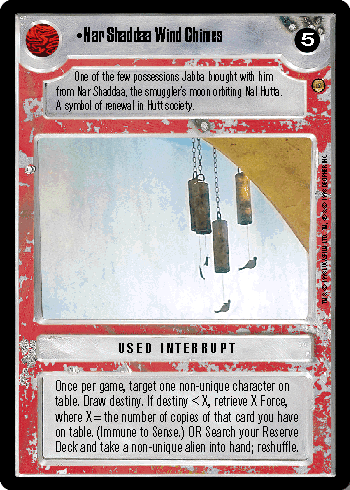 •Nar Shaddaa Wind Chimes
5
One of the few possessions Jabba brought with him
from Nar Shaddaa, the smuggler's moon orbiting Nal Hutta.
A symbol of renewal in Hutt society.
USED INTERRUPT
Once per game, target one non-unique character on
table. Draw destiny. If destiny < X, retrieve X Force,
where X = the number of copies of that card you have
on table. (Immune to Sense.) OR Search your Reserve
Deck and take a non-unique alien into hand; reshuffle.